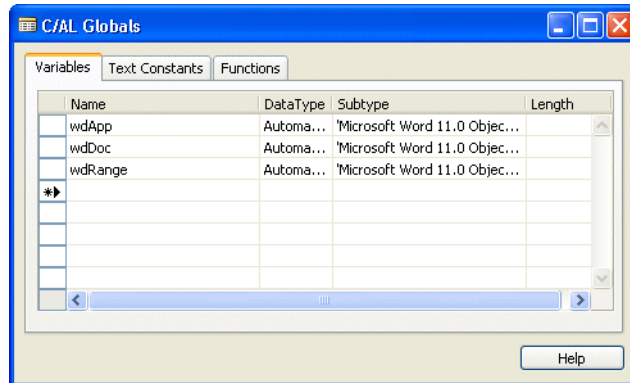 C/AL Globals
Variables Text Constants Functions
Name DataType Subtype Length
wdApp Automa... 'Microsoft Word 11.0 Objec...
wdDoc Automa... 'Microsoft Word 11.0 Objec...
wdRange Automa... 'Microsoft Word 11.0 Objec...
Help